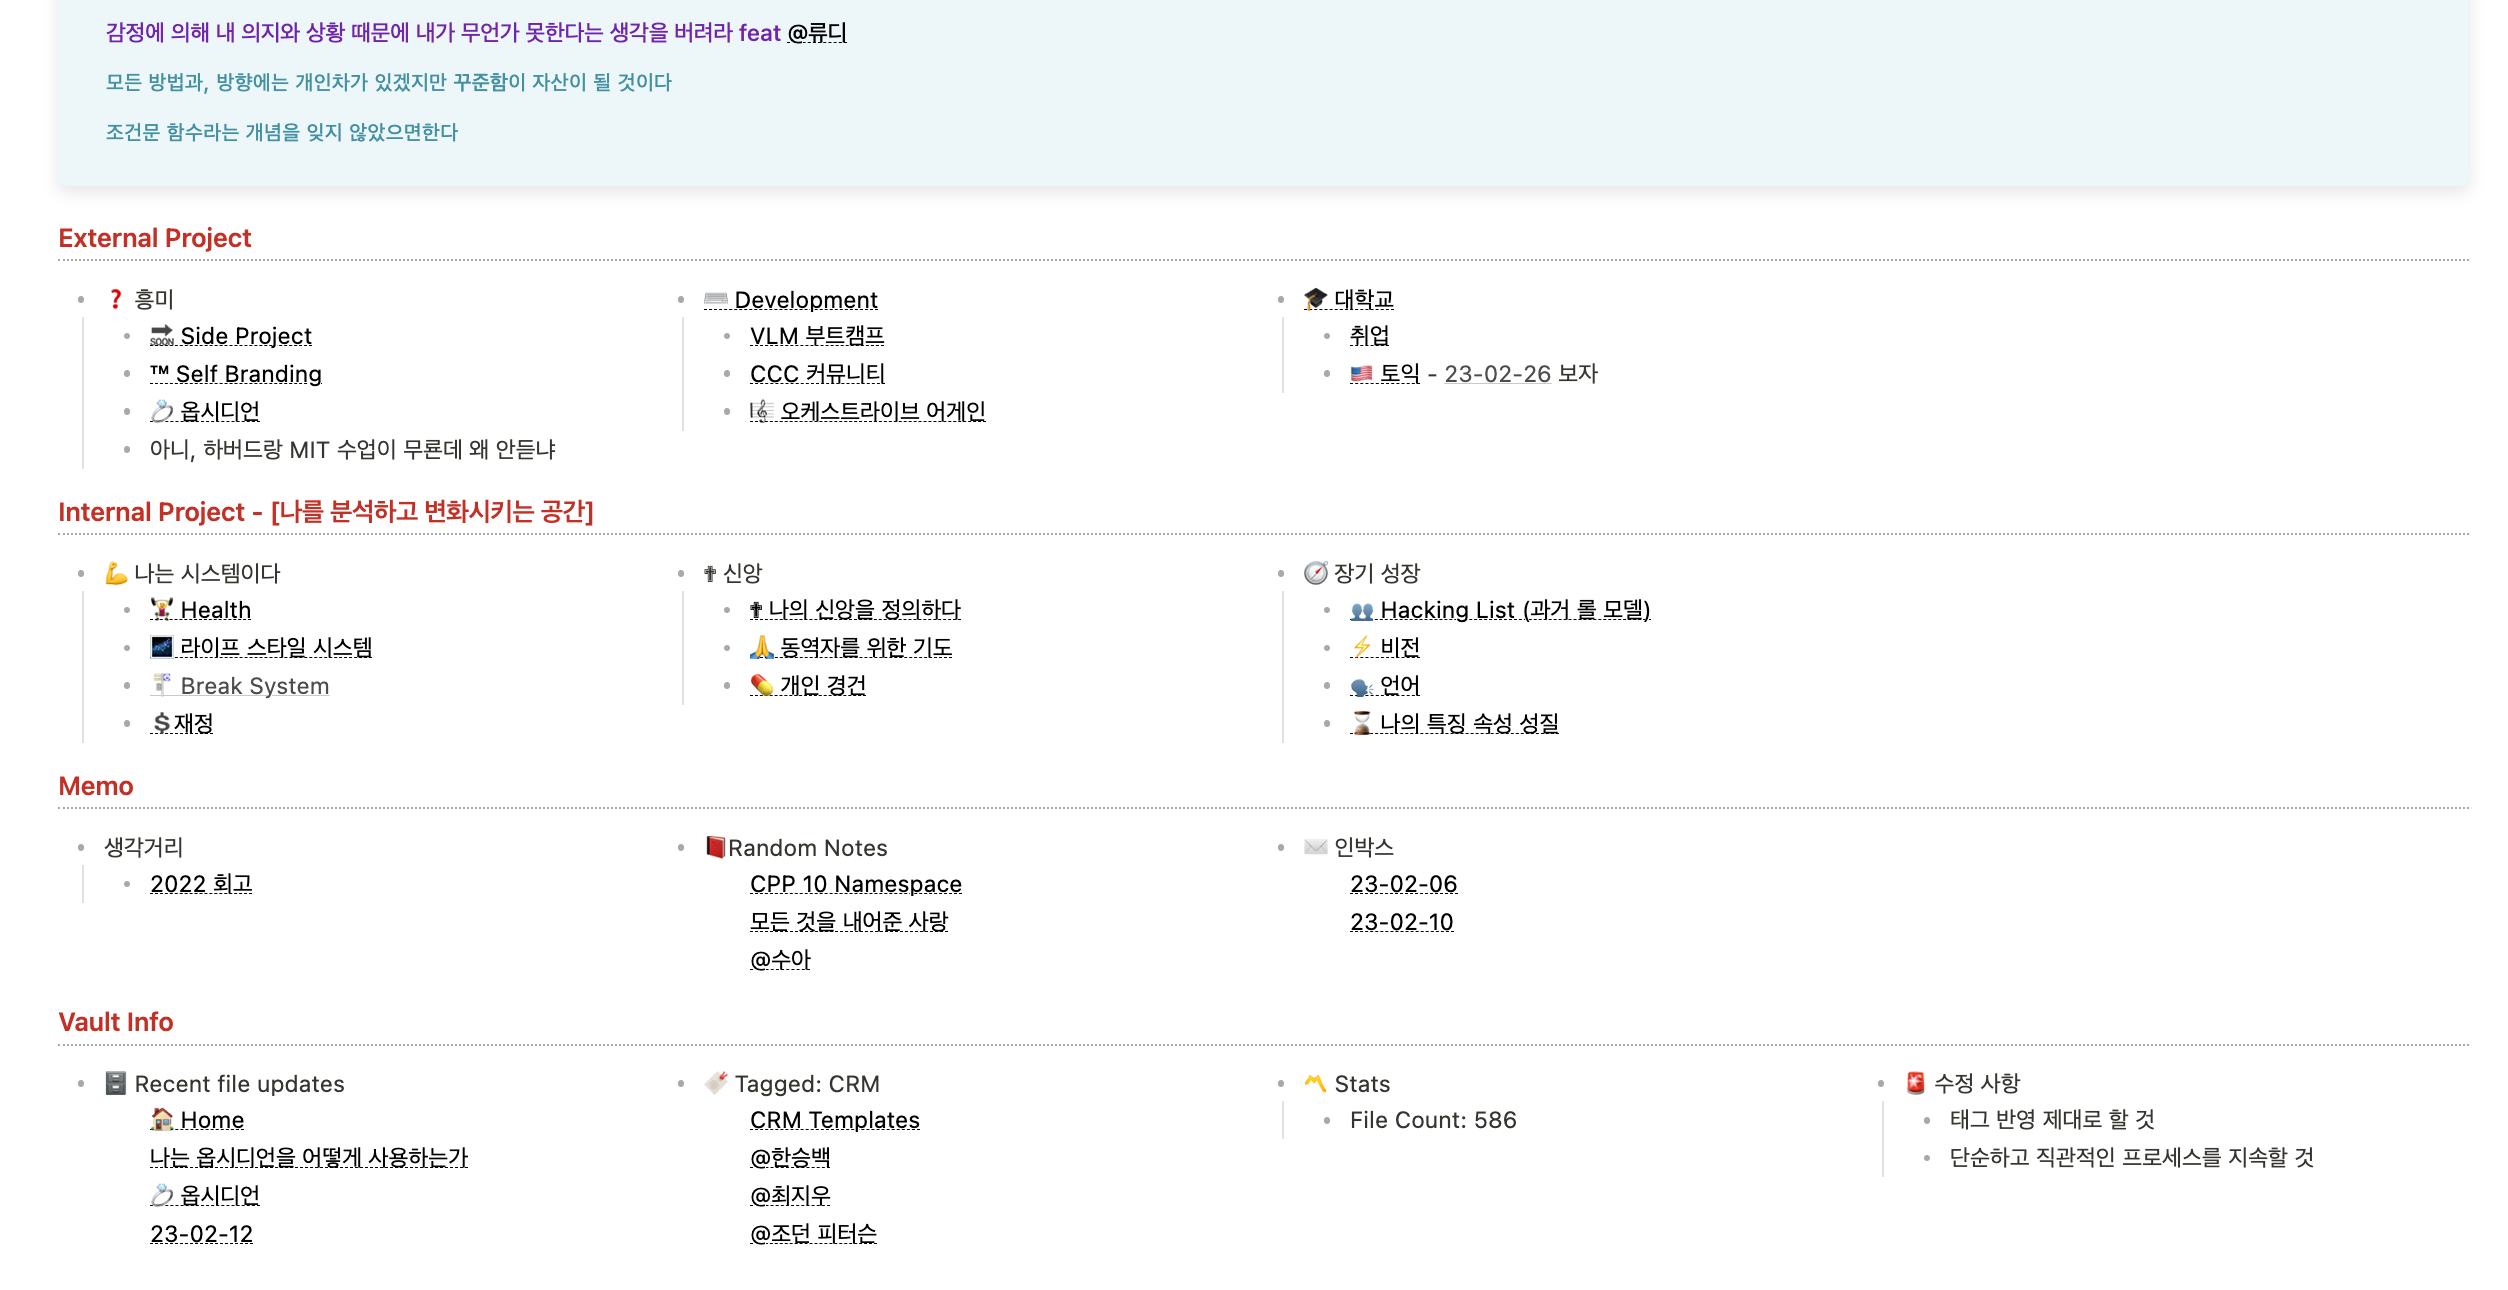 감정에 의해 내 의지와 상황 때문에 내가 무언가 못한다는 생각을 버려라 feat @류디
모든 방법과, 방향에는 개인차가 있겠지만 꾸준함이 자산이 될 것이다
조건문 함수라는 개념을 잊지 않았으면한다
External Project
❓ 흥미
🔜 Side Project
™️ Self Branding
💍 옵시디언
아니, 하버드랑 MIT 수업이 무룐데 왜 안듣냐
⌨️ Development
VLM 부트캠프
CCC 커뮤니티
🎼 오케스트라이브 어게인
🎓 대학교
취업
🇺🇸 토익 - 23-02-26 보자
Internal Project - [나를 분석하고 변화시키는 공간]
💪 나는 시스템이다
🏋️ Health
🌌 라이프 스타일 시스템
🚏 Break System
💲재정
✟ 신앙
✟ 나의 신앙을 정의하다
🙏 동역자를 위한 기도
💊 개인 경건
🧭 장기 성장
👥 Hacking List (과거 롤 모델)
⚡ 비전
🗣️ 언어
⏳ 나의 특징 속성 성질
Memo
생각거리
2022 회고
📕Random Notes
CPP 10 Namespace
모든 것을 내어준 사랑
@수아
✉️ 인박스
23-02-06
23-02-10
Vault Info
🗄️ Recent file updates
🏠 Home
나는 옵시디언을 어떻게 사용하는가
💍 옵시디언
23-02-12
🔖 Tagged: CRM
CRM Templates
@한승백
@최지우
@조던 피터슨
〽️ Stats
File Count: 586
🚨 수정 사항
태그 반영 제대로 할 것
단순하고 직관적인 프로세스를 지속할 것